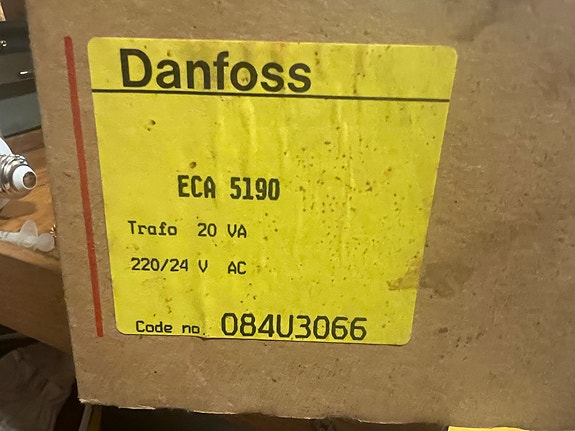 Danfoss
ECA 5190
Trafo 20 VA
220/24 V AC
Code no. 084U3066